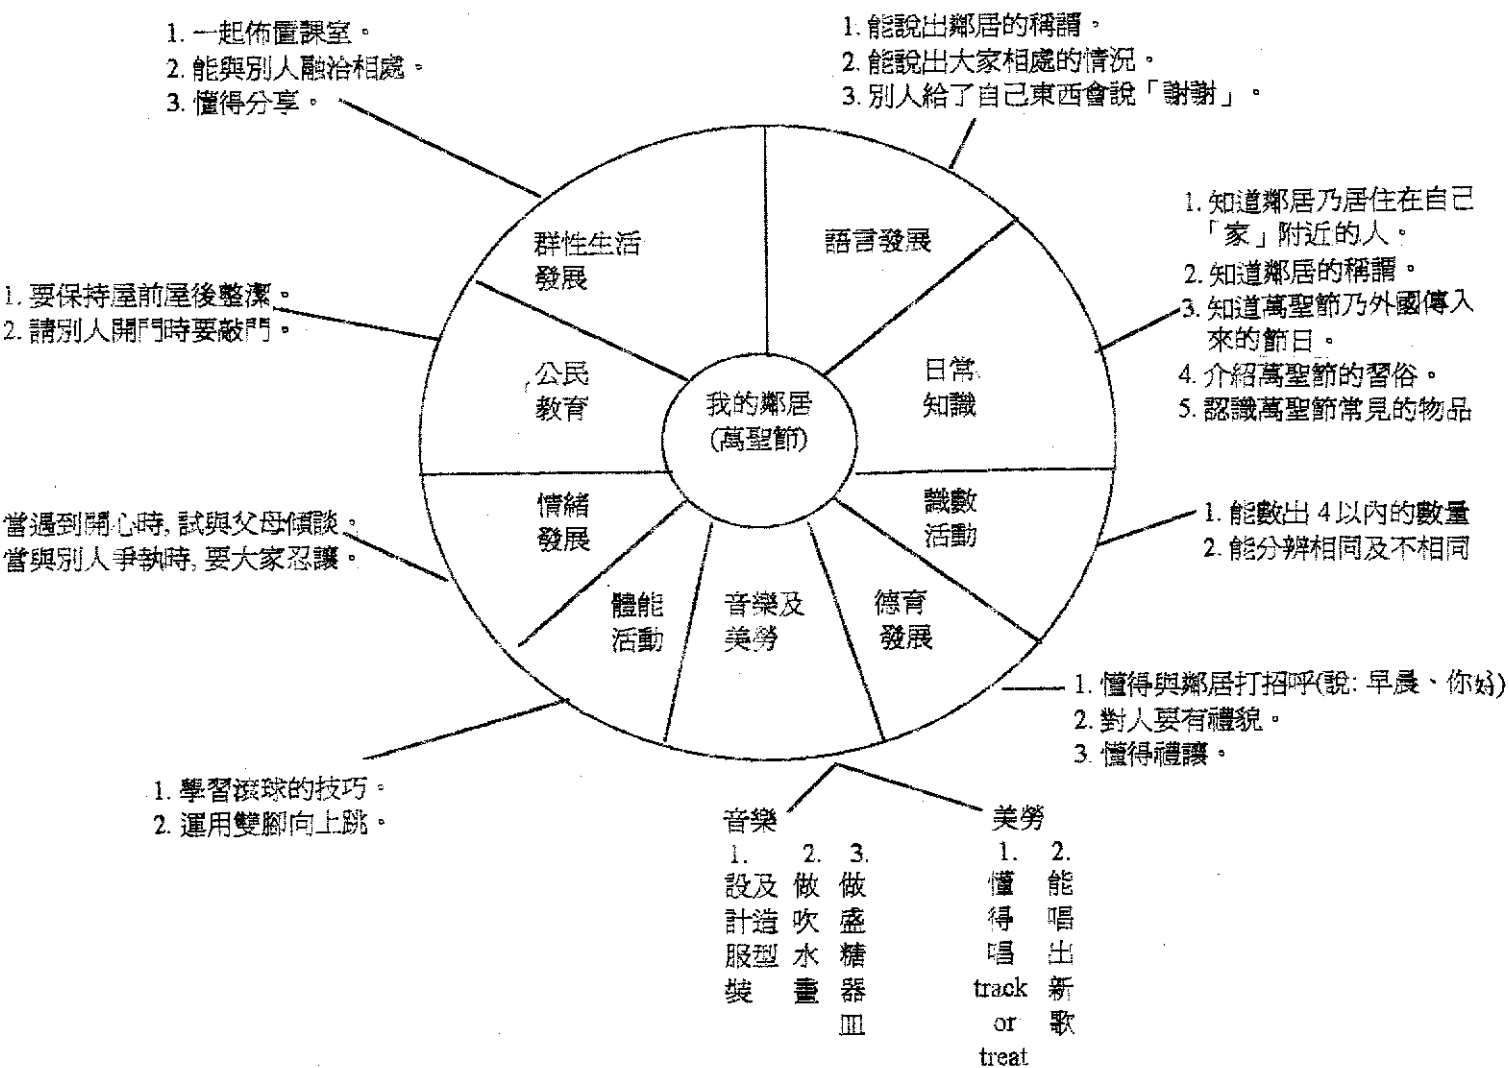 1. 一起佈置課室。
2. 能與別人融洽相處。
3. 懂得分享。
1. 能說出鄰居的稱謂。
2. 能說出大家相處的情況。
3. 別人給了自己東西會說「謝謝」。
群性生活
發展
語言發展
1. 知道鄰居乃居住在自己
「家」附近的人。
2. 知道鄰居的稱謂。
3. 知道萬聖節乃外國傳入
來的節日。
4. 介紹萬聖節的習俗。
5. 認識萬聖節常見的物品
1. 要保持屋前屋後整潔。
2. 請別人開門時要敲門。
公民
教育
我的鄰居
(萬聖節)
日常
知識
當遇到開心時, 試與父母傾談。
當與別人爭執時, 要大家忍讓。
情緒
發展
識數
活動
1. 能數出 4 以內的數量
2. 能分辨相同及不相同
體能
活動
音樂及
美勞
德育
發展
1. 懂得與鄰居打招呼(說: 早晨、你好)
2. 對人要有禮貌。
3. 懂得禮讓。
1. 學習滾球的技巧。
2. 運用雙腳向上跳。
音樂
1. 設計服裝及造型
2. 做吹水畫
3. 做盛糖器皿
美勞
1. 懂得唱 track or treat
2. 能唱出新歌